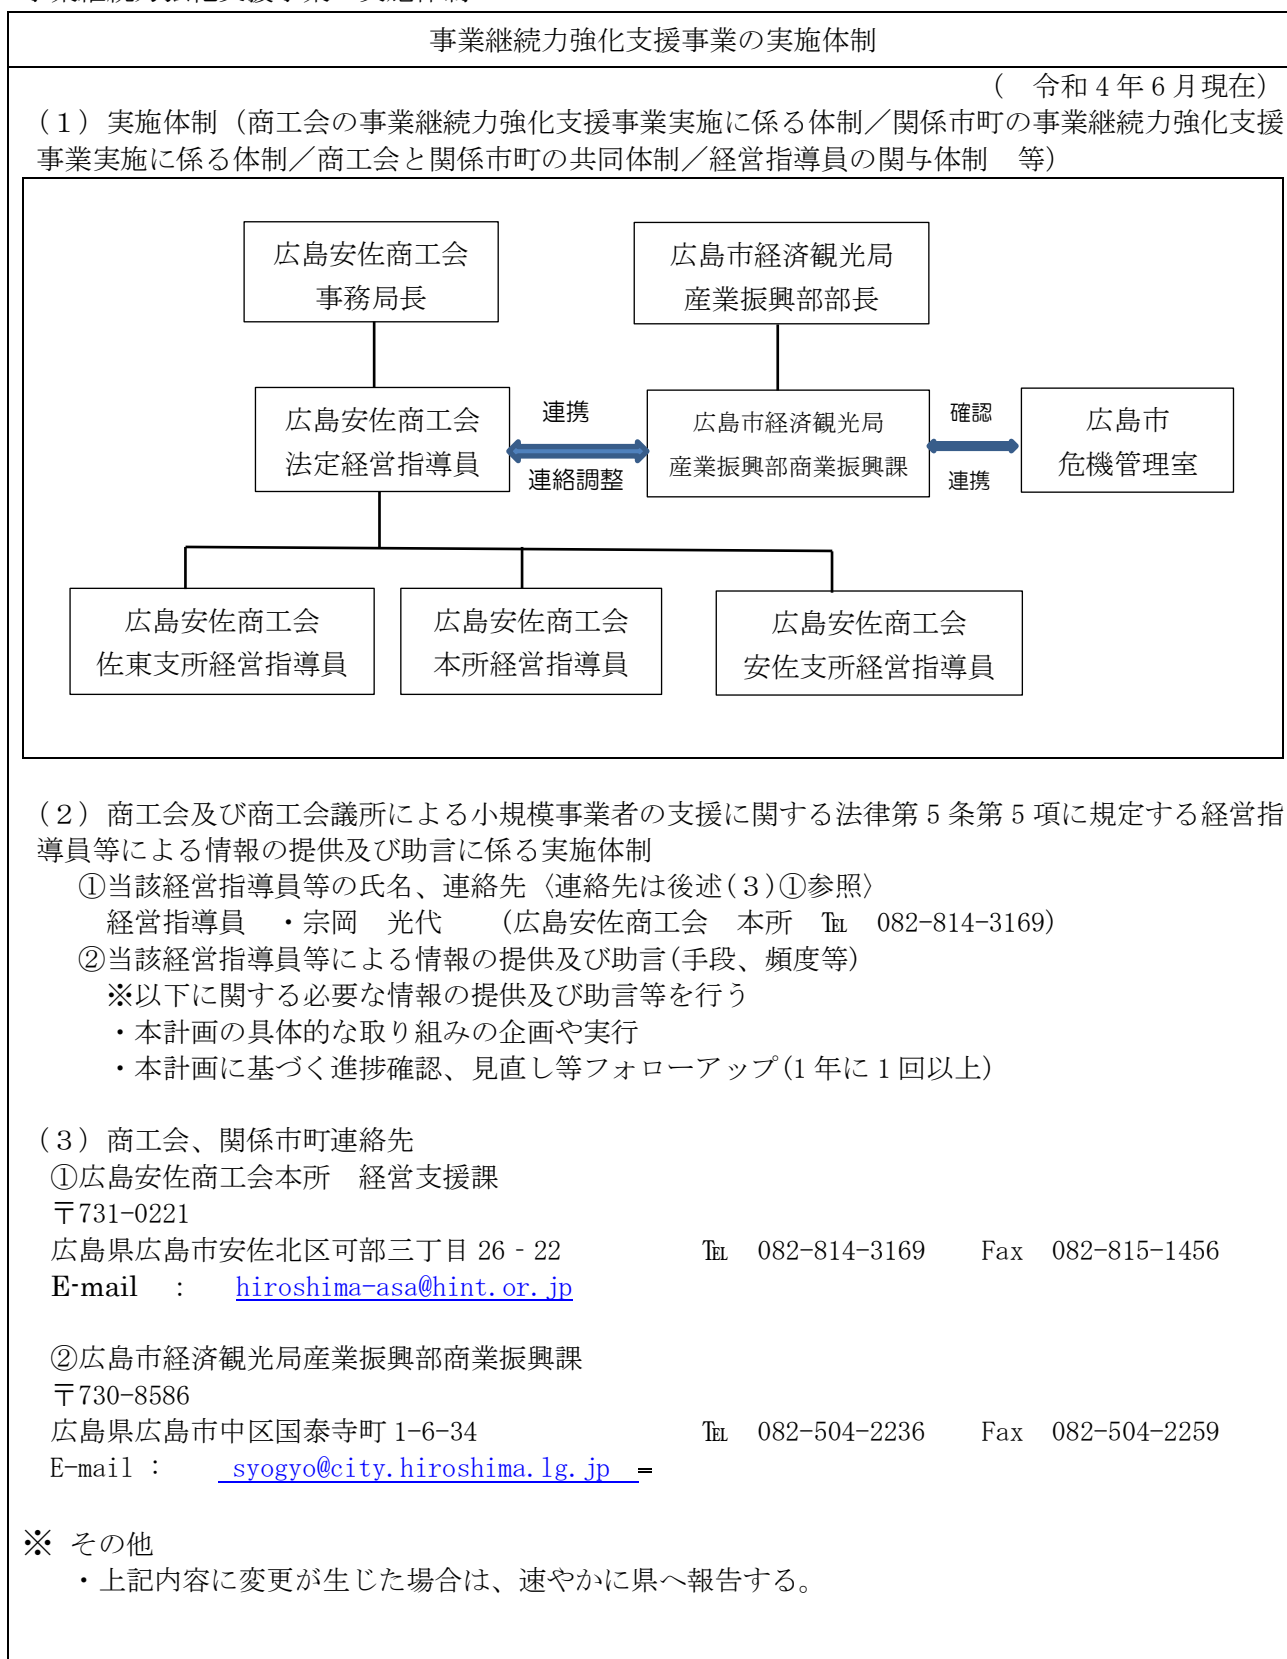 事業継続力強化支援事業の実施体制
(　令和4年6月現在)
(１) 実施体制（商工会の事業継続力強化支援事業実施に係る体制／関係市町の事業継続力強化支援
事業実施に係る体制／商工会と関係市町の共同体制／経営指導員の関与体制　等）
広島安佐商工会
事務局長
広島市経済観光局
産業振興部部長
広島安佐商工会
法定経営指導員
連携
連絡調整
広島市経済観光局
産業振興部商業振興課
確認
連携
広島市
危機管理室
広島安佐商工会
佐東支所経営指導員
広島安佐商工会
本所経営指導員
広島安佐商工会
安佐支所経営指導員
(２) 商工会及び商工会議所による小規模事業者の支援に関する法律第5条第5項に規定する経営指
導員等による情報の提供及び助言に係る実施体制
①当該経営指導員等の氏名、連絡先〈連絡先は後述(３)①参照〉
経営指導員　・宗岡　光代　　（広島安佐商工会　本所　℡　082-814-3169）
②当該経営指導員等による情報の提供及び助言(手段、頻度等)
※以下に関する必要な情報の提供及び助言等を行う
・本計画の具体的な取り組みの企画や実行
・本計画に基づく進捗確認、見直し等フォローアップ(1年に1回以上)
(３) 商工会、関係市町連絡先
①広島安佐商工会本所　経営支援課
〒731-0221
広島県広島市安佐北区可部三丁目26‐22　　℡　082-814-3169　Fax　082-815-1456
E-mail　:　hiroshima-asa@hint.or.jp
②広島市経済観光局産業振興部商業振興課
〒730-8586
広島県広島市中区国泰寺町1-6-34　　℡　082-504-2236　Fax　082-504-2259
E-mail :　syogyo@city.hiroshima.lg.jp
※ その他
・上記内容に変更が生じた場合は、速やかに県へ報告する。